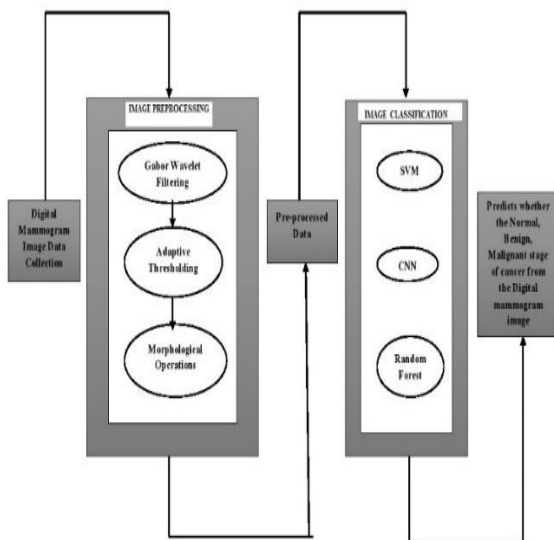 IMAGE PREPROCESSING
Gabor Wavelet
Filtering
Adaptive
Thresholding
Morphological
Operations
Digital
Mammogram
Image Data
Collection
Pre-processed
Data
IMAGE CLASSIFICATION
SVM
CNN
Random
Forest
Predicts whether
the Normal,
Benign,
Malignant stage
of cancer from
the Digital
mammogram
image